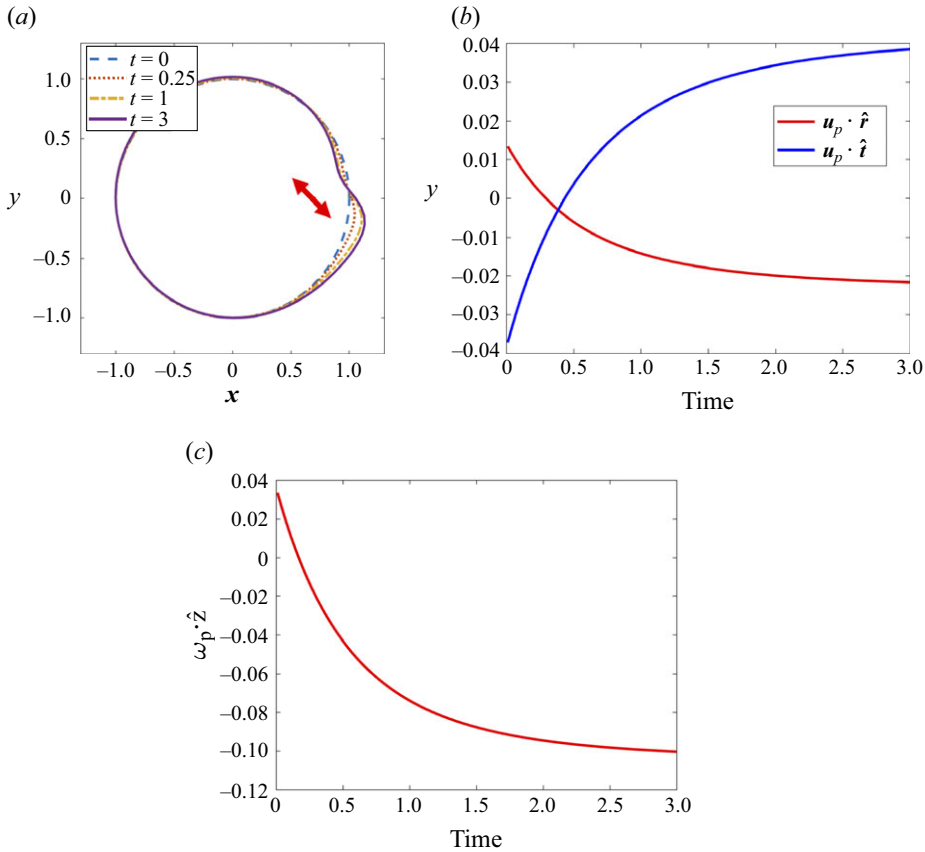 (a)
t = 0
t = 0.25
t = 1
t = 3
1.0
0.5
y
0
–0.5
–1.0
–1.0 –0.5 0 0.5 1.0
x
(b)
0.04
0.03
0.02
u_p · r̂
u_p · t̂
0.01
y
0
–0.01
–0.02
–0.03
–0.04
0 0.5 1.0 1.5 2.0 2.5 3.0
Time
(c)
0.04
0.02
0
–0.02
ω_p·ẑ
–0.04
–0.06
–0.08
–0.10
–0.12
0 0.5 1.0 1.5 2.0 2.5 3.0
Time